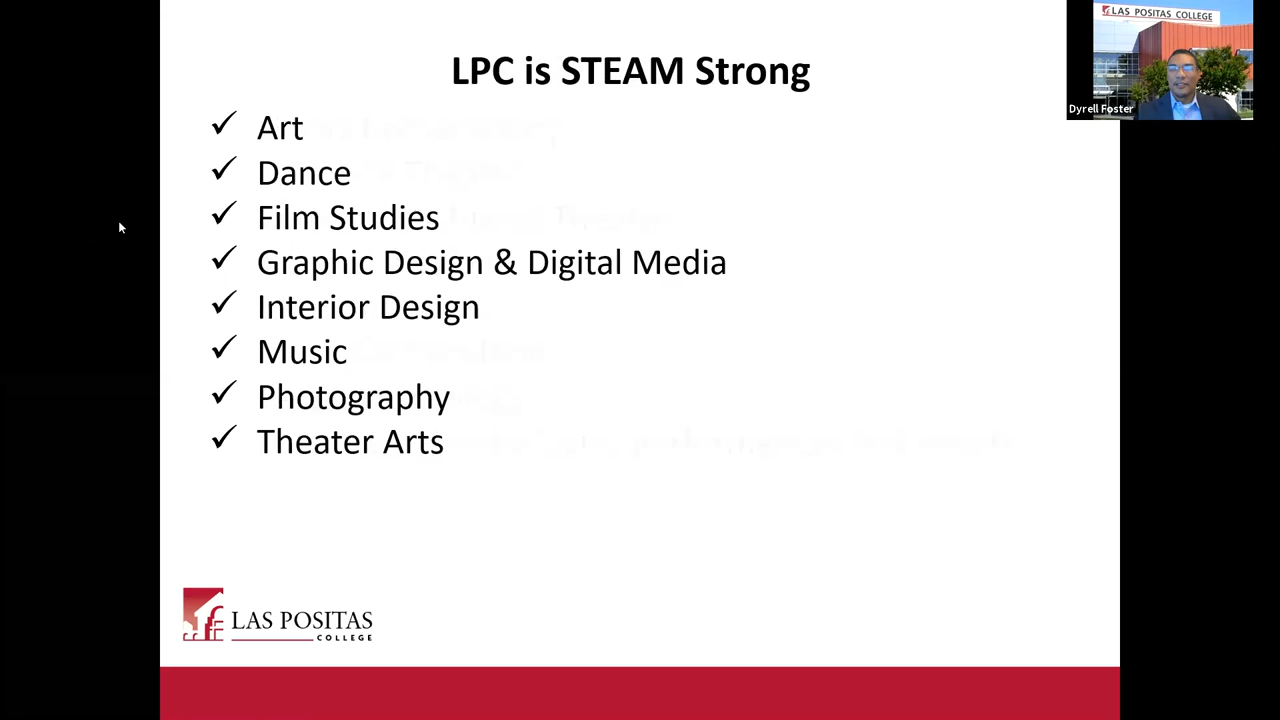 LPC is STEAM Strong
✓ Art
✓ Dance
✓ Film Studies
✓ Graphic Design & Digital Media
✓ Interior Design
✓ Music
✓ Photography
✓ Theater Arts
LAS POSITAS
COLLEGE
LAS POSITAS COLLEGE
Dyrell Foster